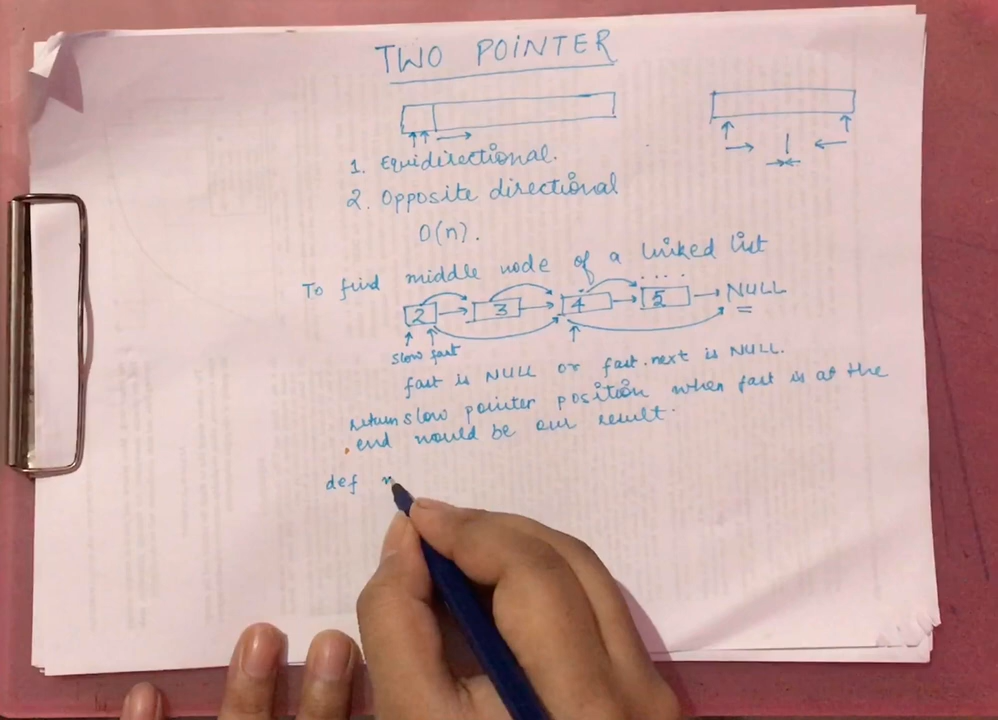 TWO POINTER
1. Equidirectional.
2. Opposite directional
O(n).
To find middle node of a linked list
2 3 4 5 NULL
slow fast
fast is NULL or fast.next is NULL.
return slow pointer position when fast is at the
end would be our result.
def